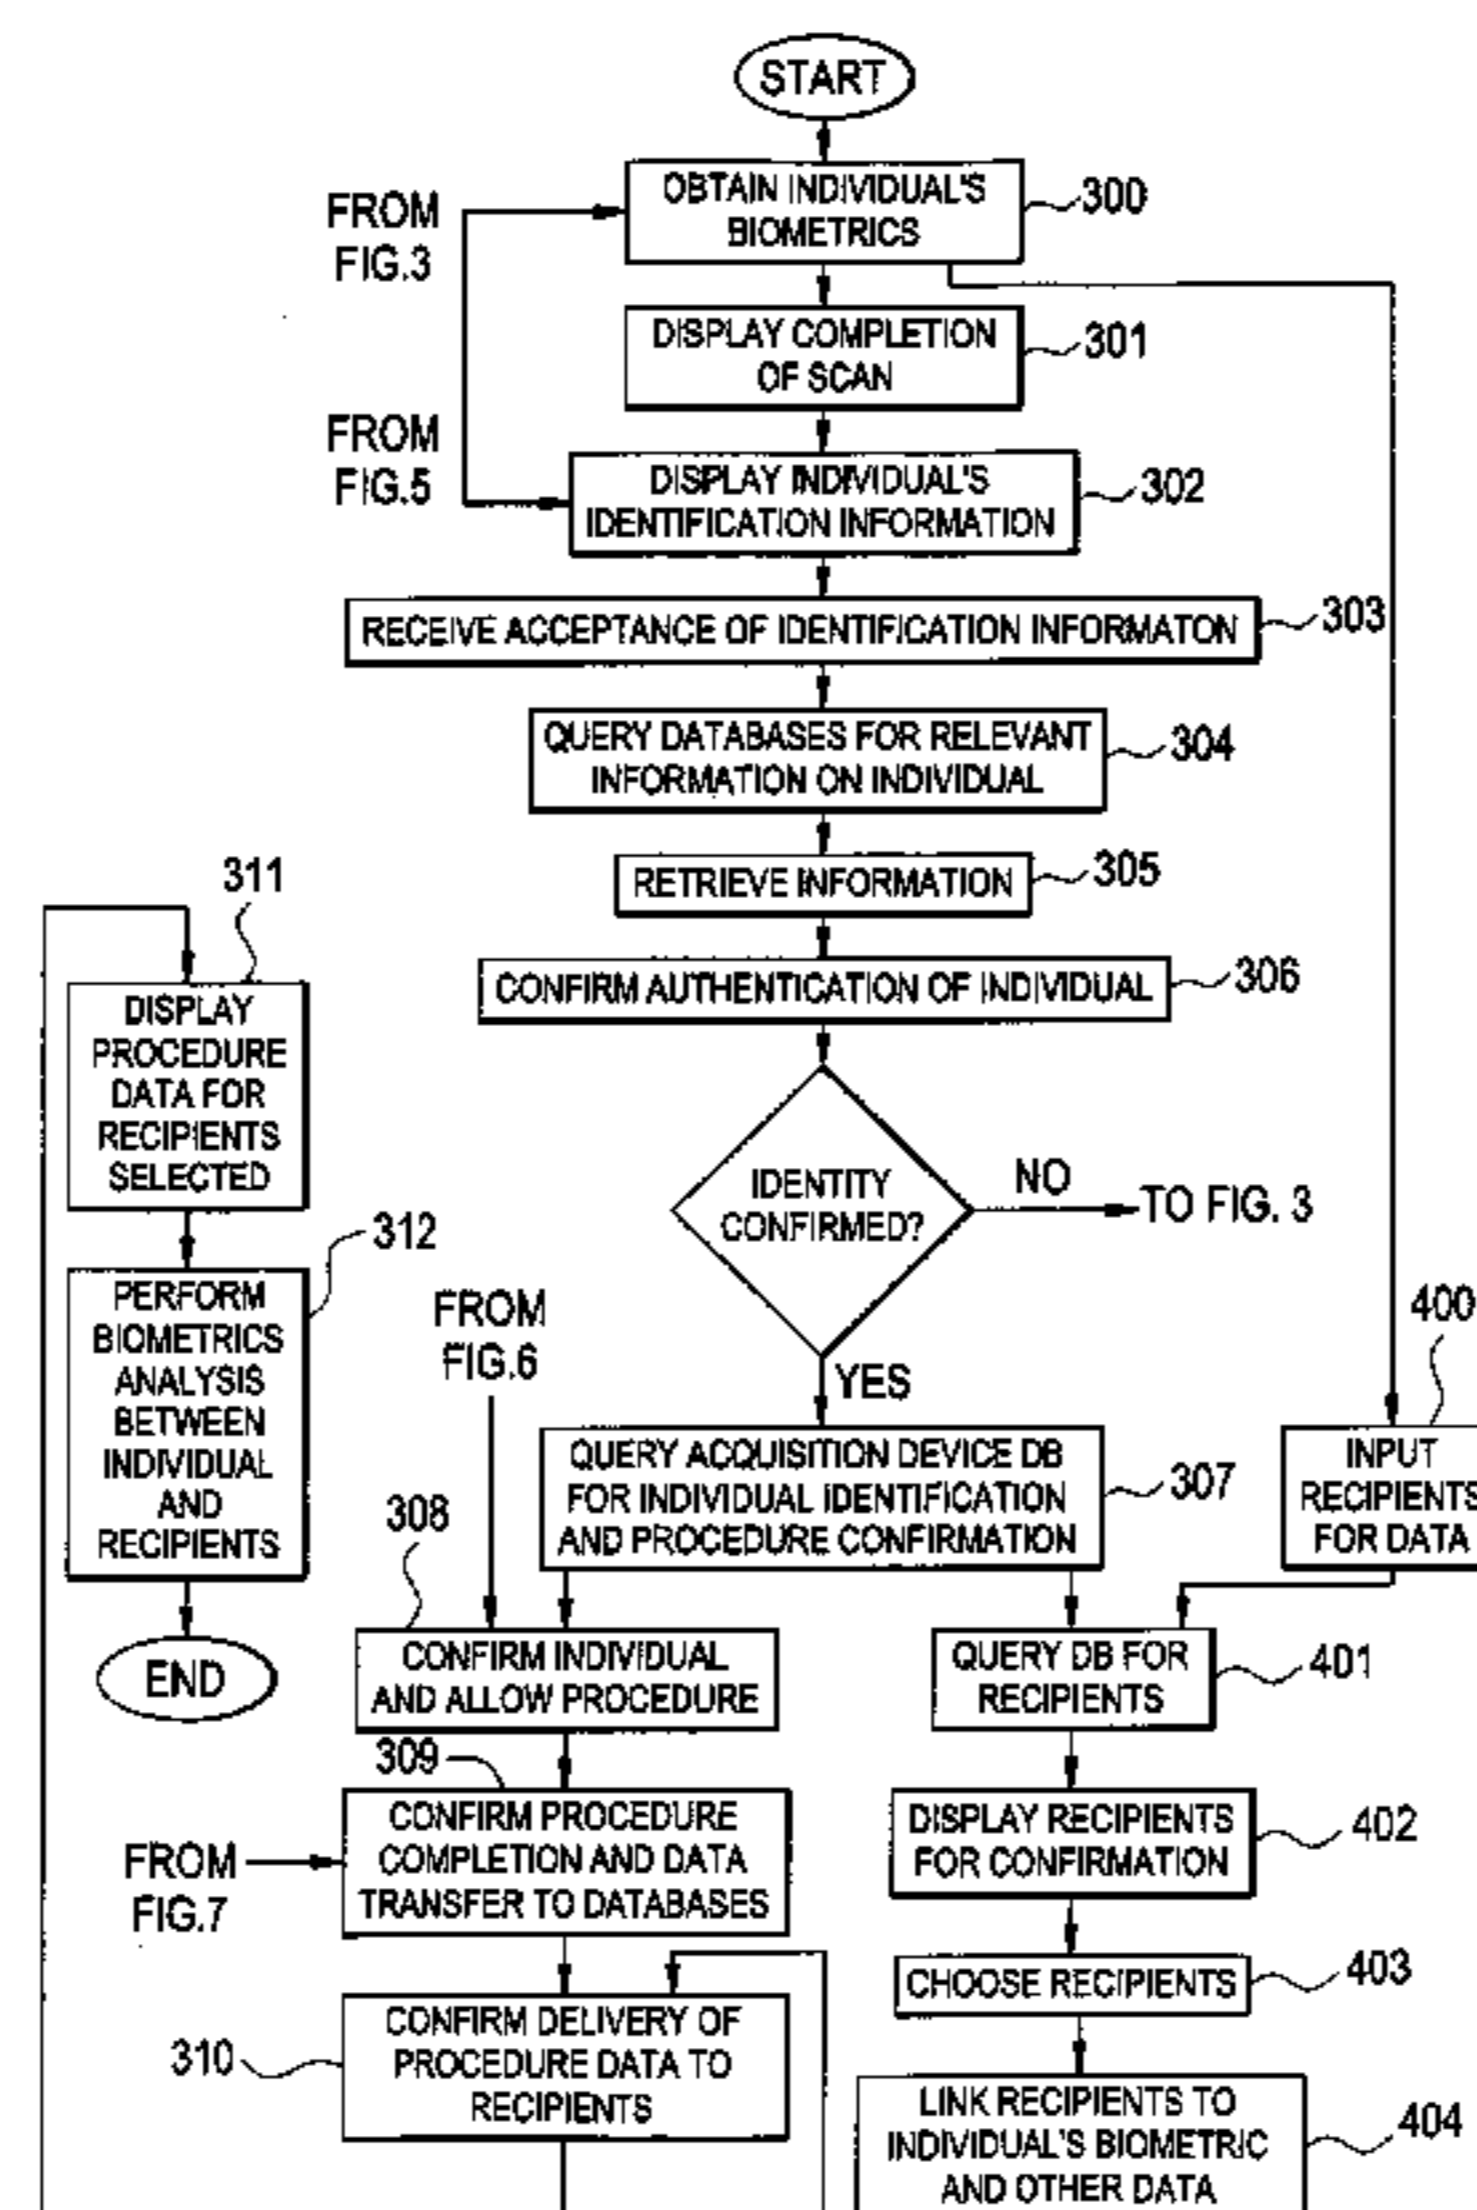 START
OBTAIN INDIVIDUAL'S
BIOMETRICS
300
FROM
FIG.3
DISPLAY COMPLETION
OF SCAN
301
FROM
FIG.5
DISPLAY INDIVIDUAL'S
IDENTIFICATION INFORMATION
302
RECEIVE ACCEPTANCE OF IDENTIFICATION INFORMATON
303
QUERY DATABASES FOR RELEVANT
INFORMATION ON INDIVIDUAL
304
RETRIEVE INFORMATION
305
CONFIRM AUTHENTICATION OF INDIVIDUAL
306
IDENTITY
CONFIRMED?
NO
TO FIG. 3
YES
QUERY ACQUISITION DEVICE DB
FOR INDIVIDUAL IDENTIFICATION
AND PROCEDURE CONFIRMATION
307
400
INPUT
RECIPIENTS
FOR DATA
FROM
FIG.6
308
CONFIRM INDIVIDUAL
AND ALLOW PROCEDURE
309
CONFIRM PROCEDURE
COMPLETION AND DATA
TRANSFER TO DATABASES
FROM
FIG.7
CONFIRM DELIVERY OF
PROCEDURE DATA TO
RECIPIENTS
310
QUERY DB FOR
RECIPIENTS
401
DISPLAY RECIPIENTS
FOR CONFIRMATION
402
CHOOSE RECIPIENTS
403
LINK RECIPIENTS TO
INDIVIDUAL'S BIOMETRIC
AND OTHER DATA
404
311
DISPLAY
PROCEDURE
DATA FOR
RECIPIENTS
SELECTED
312
PERFORM
BIOMETRICS
ANALYSIS
BETWEEN
INDIVIDUAL
AND
RECIPIENTS
END